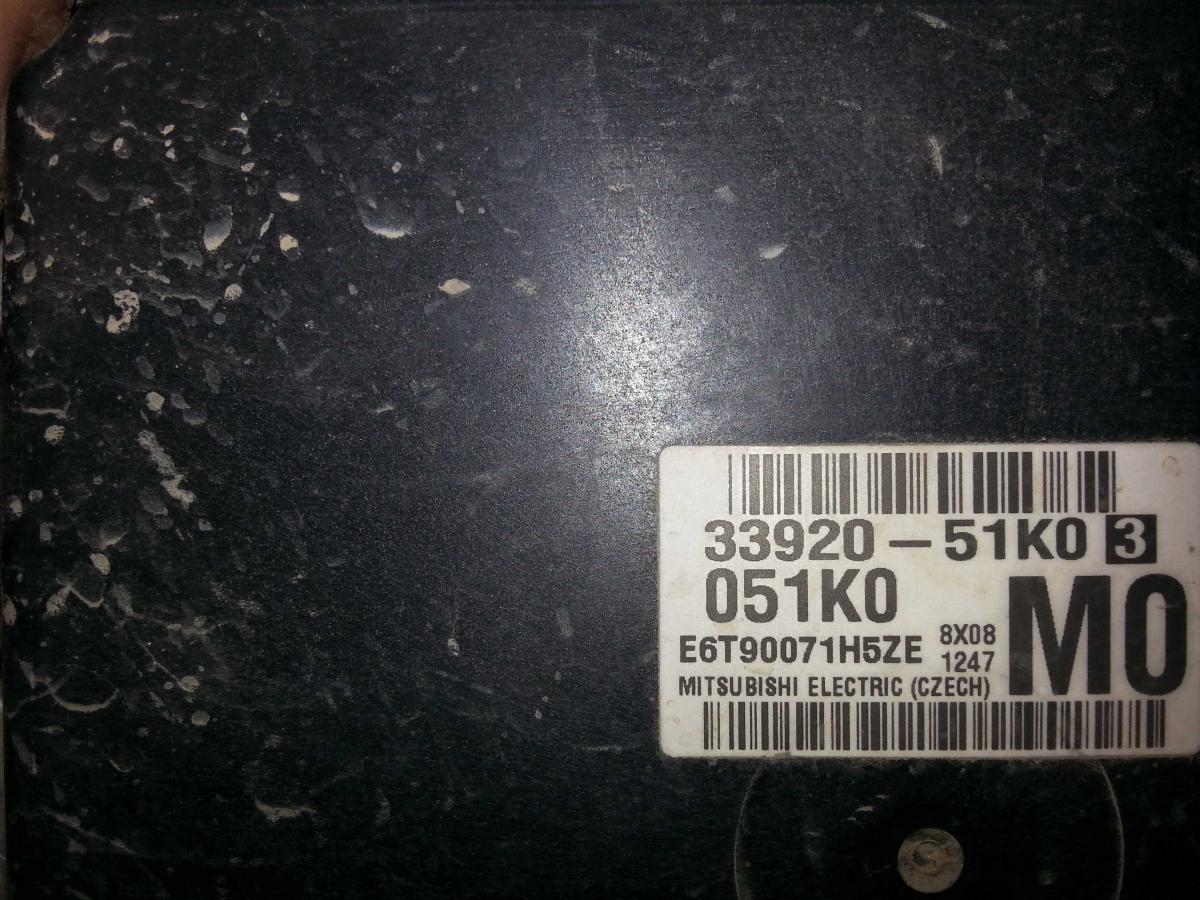 33920-51K0 3
051K0
E6T90071H5ZE
8X08
1247
M0
MITSUBISHI ELECTRIC (CZECH)